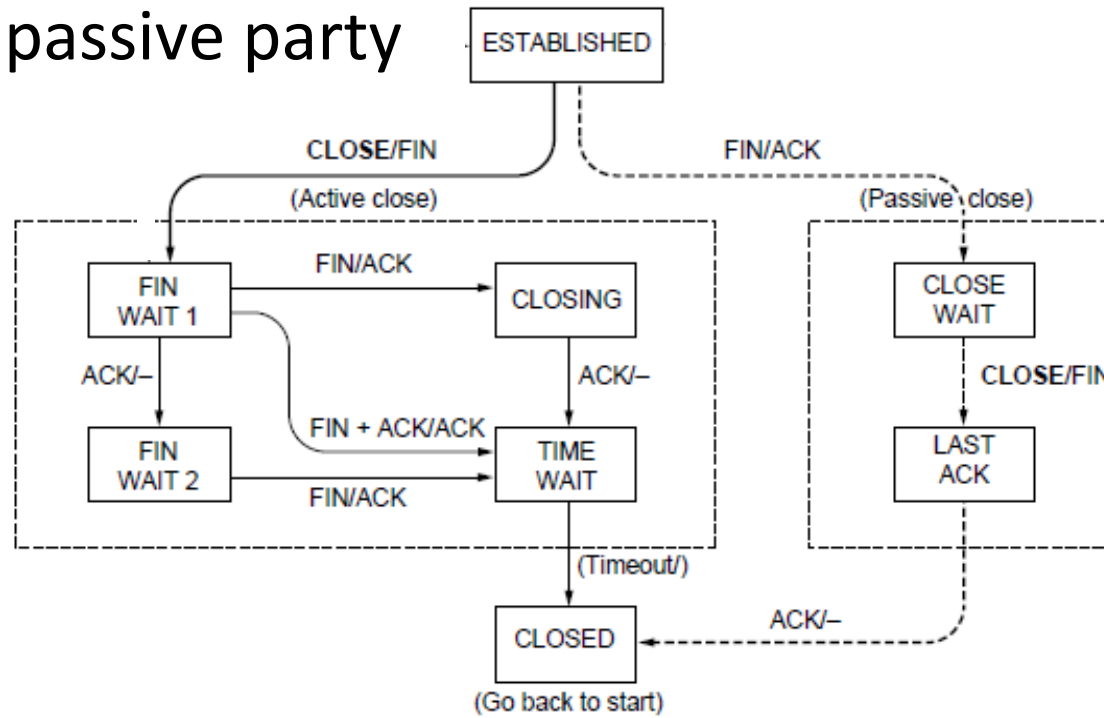 passive party
ESTABLISHED
CLOSE/FIN
FIN/ACK
(Active close)
(Passive close)
FIN
WAIT 1
FIN/ACK
CLOSING
CLOSE
WAIT
ACK/–
ACK/–
CLOSE/FIN
FIN
WAIT 2
FIN + ACK/ACK
FIN/ACK
TIME
WAIT
LAST
ACK
(Timeout/)
CLOSED
ACK/–
(Go back to start)